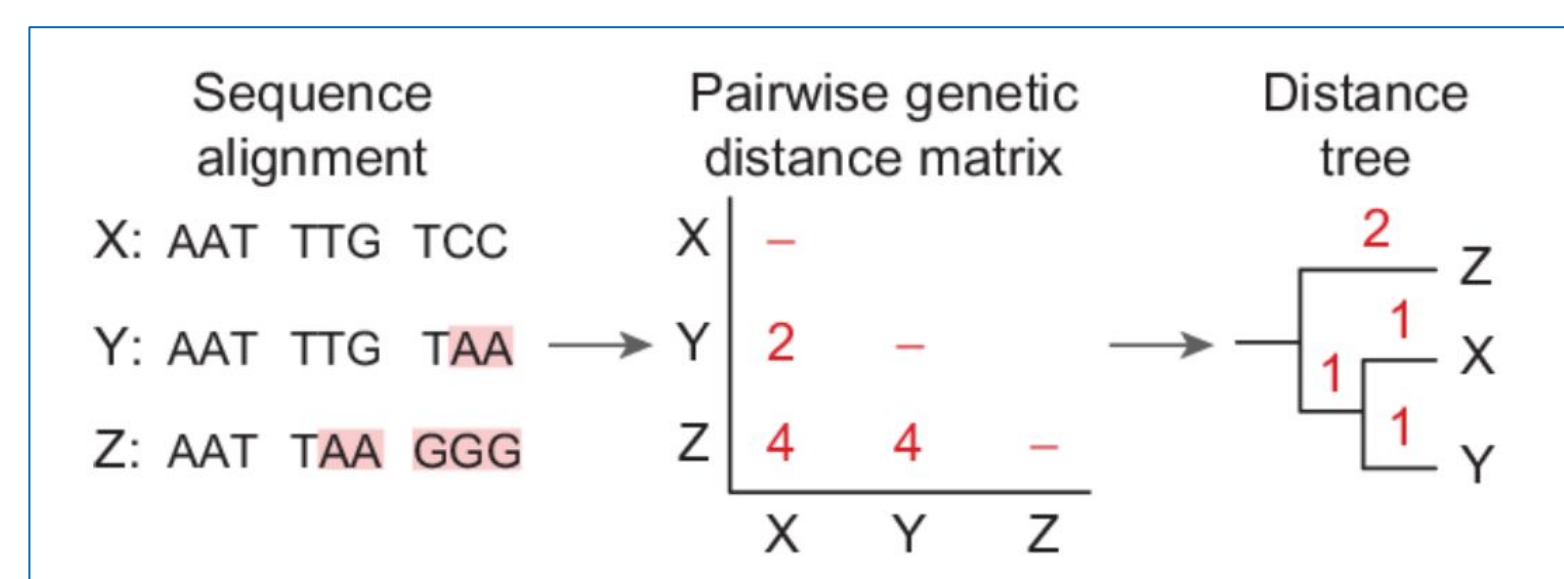 Sequence
alignment
X: AAT TTG TCC
Y: AAT TTG TAA
Z: AAT TAA GGG
Pairwise genetic
distance matrix
X –
Y 2 –
Z 4 4 –
X Y Z
Distance
tree
2
Z
1
X
1
1
Y